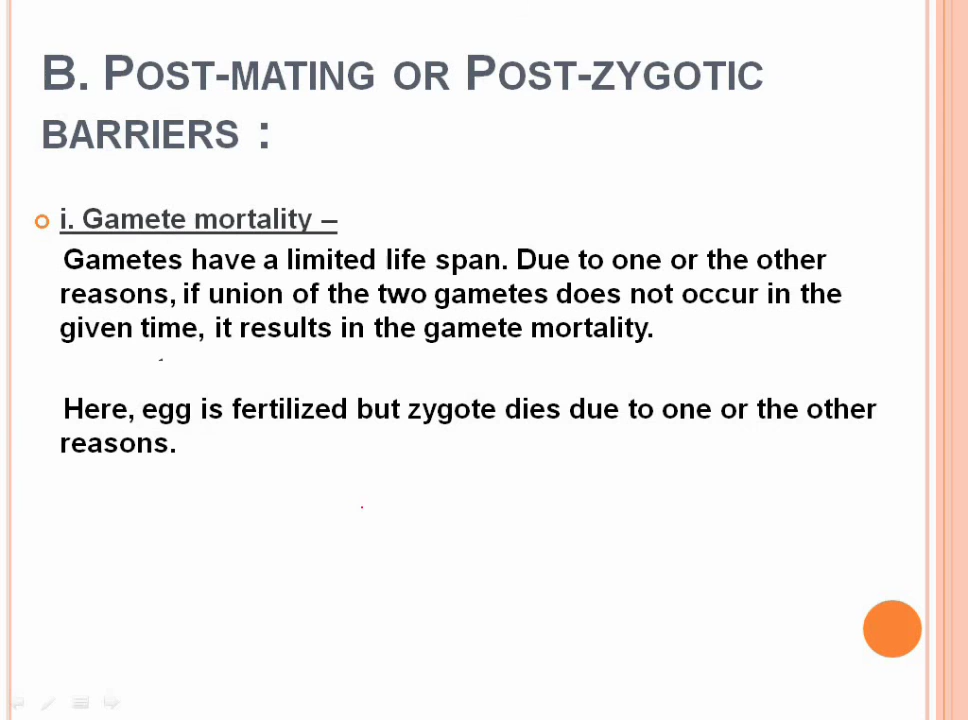 B. POST-MATING OR POST-ZYGOTIC
BARRIERS :
i. Gamete mortality –
Gametes have a limited life span. Due to one or the other
reasons, if union of the two gametes does not occur in the
given time, it results in the gamete mortality.
Here, egg is fertilized but zygote dies due to one or the other
reasons.